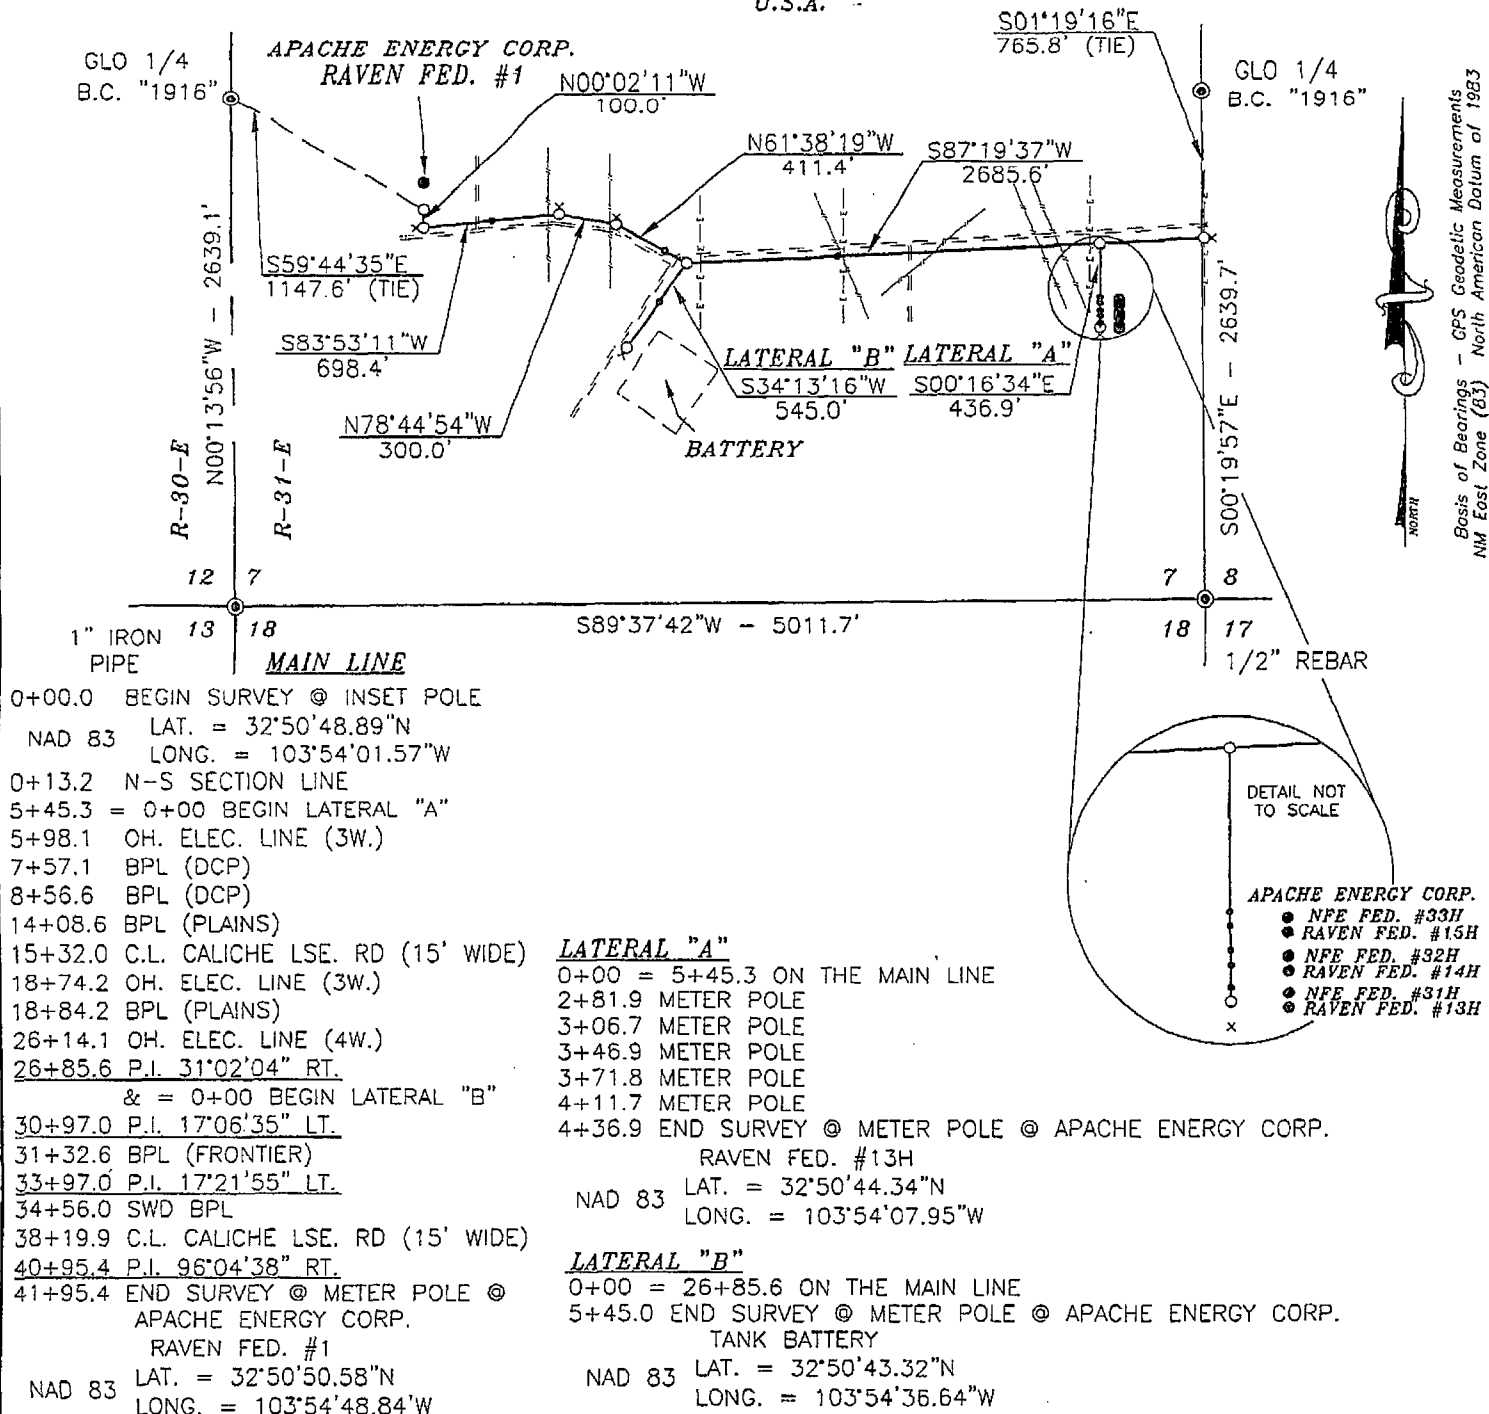 U.S.A.
S01°19'16"E
765.8' (TIE)
GLO 1/4
B.C. "1916"
APACHE ENERGY CORP.
RAVEN FED. #1
N00°02'11"W
100.0'
GLO 1/4
B.C. "1916"
N61°38'19"W
411.4'
S87°19'37"W
2685.6'
S59°44'35"E
1147.6' (TIE)
S83°53'11"W
698.4'
N78°44'54"W
300.0'
LATERAL "B"
S34°13'16"W
545.0'
LATERAL "A"
S00°16'34"E
436.9'
BATTERY
N00°13'56"W - 2639.1'
R-30-E
R-31-E
S00°19'57"E - 2639.7'
NORTH
Basis of Bearings - GPS Geodetic Measurements
NM East Zone (83) North American Datum of 1983
12 7
13 18
7 8
18 17
1" IRON
PIPE
S89°37'42"W - 5011.7'
1/2" REBAR
MAIN LINE
0+00.0 BEGIN SURVEY @ INSET POLE
NAD 83 LAT. = 32°50'48.89"N
LONG. = 103°54'01.57"W
0+13.2 N-S SECTION LINE
5+45.3 = 0+00 BEGIN LATERAL "A"
5+98.1 OH. ELEC. LINE (3W.)
7+57.1 BPL (DCP)
8+56.6 BPL (DCP)
14+08.6 BPL (PLAINS)
15+32.0 C.L. CALICHE LSE. RD (15' WIDE)
18+74.2 OH. ELEC. LINE (3W.)
18+84.2 BPL (PLAINS)
26+14.1 OH. ELEC. LINE (4W.)
26+85.6 P.I. 31°02'04" RT.
& = 0+00 BEGIN LATERAL "B"
30+97.0 P.I. 17°06'35" LT.
31+32.6 BPL (FRONTIER)
33+97.0 P.I. 17°21'55" LT.
34+56.0 SWD BPL
38+19.9 C.L. CALICHE LSE. RD (15' WIDE)
40+95.4 P.I. 96°04'38" RT.
41+95.4 END SURVEY @ METER POLE @
APACHE ENERGY CORP.
RAVEN FED. #1
NAD 83 LAT. = 32°50'50.58"N
LONG. = 103°54'48.84'W
LATERAL "A"
0+00 = 5+45.3 ON THE MAIN LINE
2+81.9 METER POLE
3+06.7 METER POLE
3+46.9 METER POLE
3+71.8 METER POLE
4+11.7 METER POLE
4+36.9 END SURVEY @ METER POLE @ APACHE ENERGY CORP.
RAVEN FED. #13H
NAD 83 LAT. = 32°50'44.34"N
LONG. = 103°54'07.95"W
LATERAL "B"
0+00 = 26+85.6 ON THE MAIN LINE
5+45.0 END SURVEY @ METER POLE @ APACHE ENERGY CORP.
TANK BATTERY
NAD 83 LAT. = 32°50'43.32"N
LONG. = 103°54'36.64"W
DETAIL NOT
TO SCALE
APACHE ENERGY CORP.
NFE FED. #33H
RAVEN FED. #15H
NFE FED. #32H
RAVEN FED. #14H
NFE FED. #31H
RAVEN FED. #13H